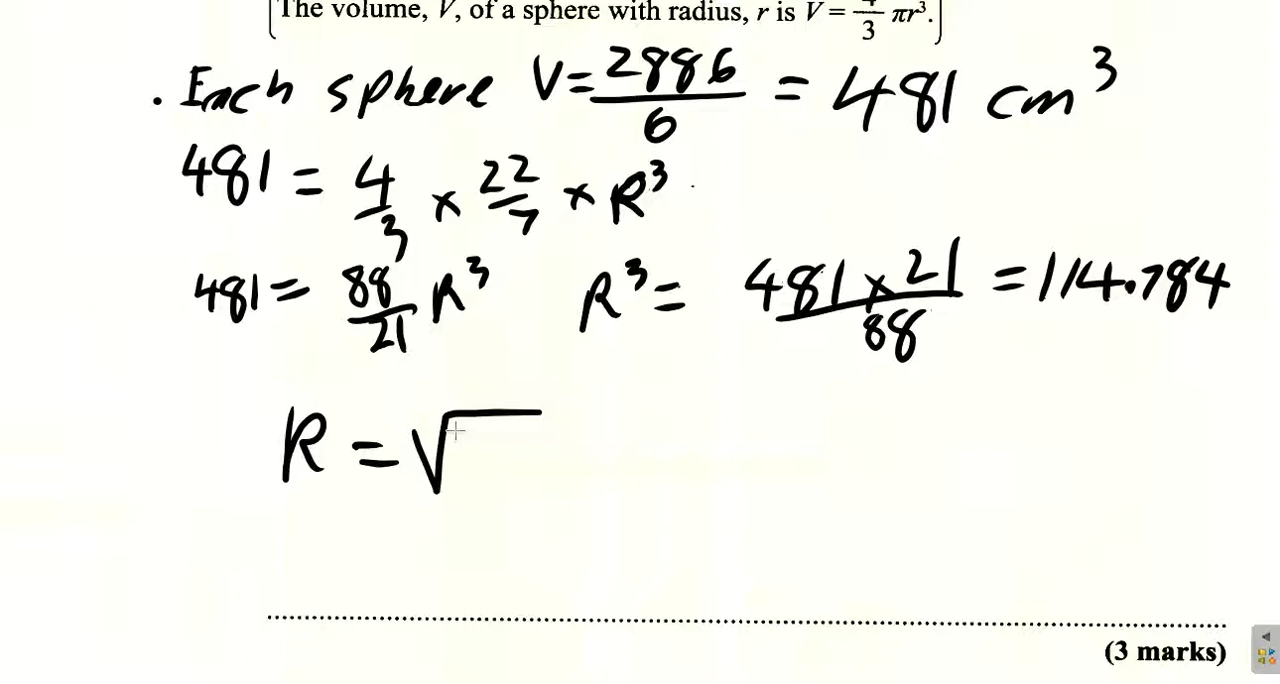 The volume, V, of a sphere with radius, r is V = 4/3 πr³.
. Each sphere V = 2886/6 = 481 cm³
481 = 4/3 × 22/7 × R³
481 = 88/21 R³ R³ = 481 × 21/88 = 114.784
R = √
(3 marks)